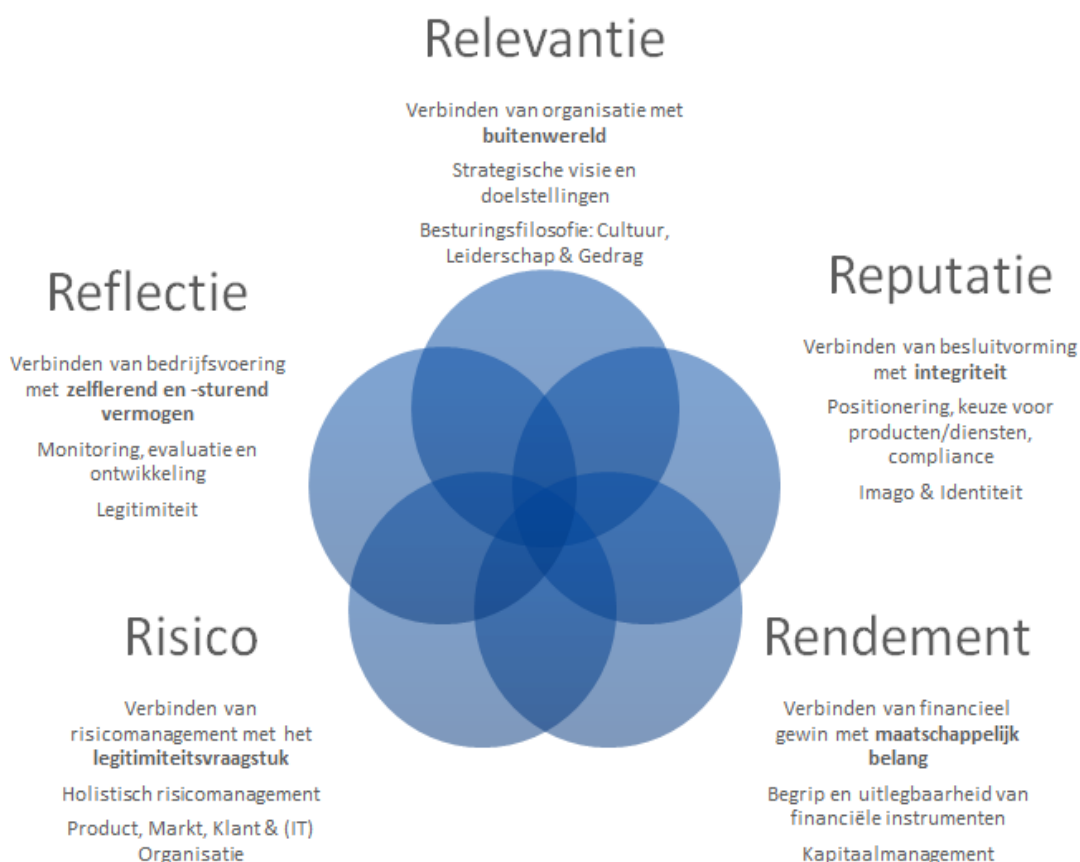 Relevantie
Verbinden van organisatie met
buitenwereld
Strategische visie en
doelstellingen
Besturingsfilosofie: Cultuur,
Leiderschap & Gedrag
Reputatie
Verbinden van besluitvorming
met integriteit
Positionering, keuze voor
producten/diensten,
compliance
Imago & Identiteit
Rendement
Verbinden van financieel
gewin met maatschappelijk
belang
Begrip en uitlegbaarheid van
financiële instrumenten
Kapitaalmanagement
Risico
Verbinden van
risicomanagement met het
legitimiteitsvraagstuk
Holistisch risicomanagement
Product, Markt, Klant & (IT)
Organisatie
Reflectie
Verbinden van bedrijfsvoering
met zelflerend en -sturend
vermogen
Monitoring, evaluatie en
ontwikkeling
Legitimiteit